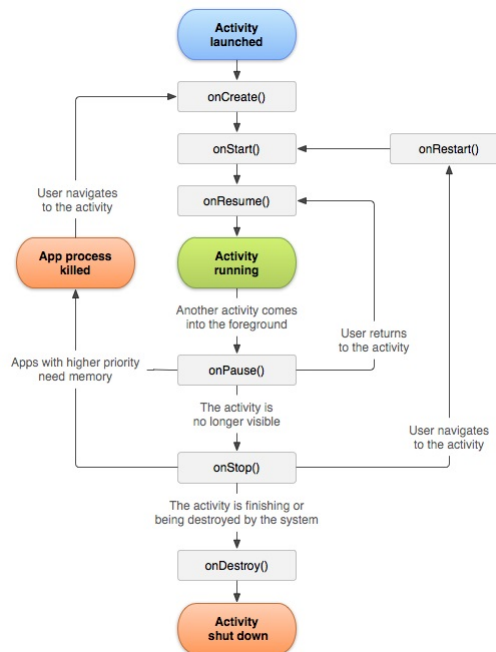 Activity
launched
onCreate()
onStart()
onRestart()
User navigates
to the activity
onResume()
App process
killed
Activity
running
Another activity comes
into the foreground
User returns
to the activity
Apps with higher priority
need memory
onPause()
The activity is
no longer visible
User navigates
to the activity
onStop()
The activity is finishing or
being destroyed by the system
onDestroy()
Activity
shut down